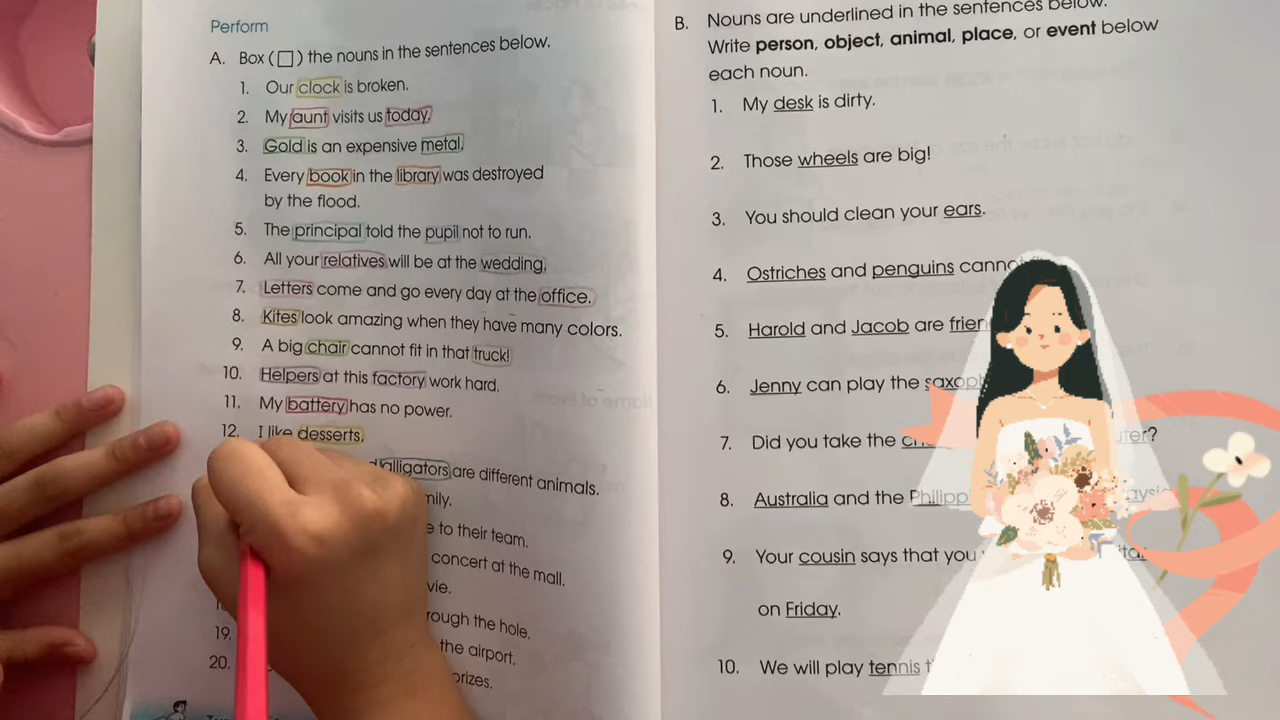 Perform
A. Box (□) the nouns in the sentences below.
1. Our clock is broken.
2. My aunt visits us today.
3. Gold is an expensive metal.
4. Every book in the library was destroyed
by the flood.
5. The principal told the pupil not to run.
6. All your relatives will be at the wedding.
7. Letters come and go every day at the office.
8. Kites look amazing when they have many colors.
9. A big chair cannot fit in that truck!
10. Helpers at this factory work hard.
11. My battery has no power.
12. I like desserts.
alligators are different animals.
to their team.
concert at the mall.
the hole.
19.
the airport.
20.
B. Nouns are underlined in the sentences below.
Write person, object, animal, place, or event below
each noun.
1. My desk is dirty.
2. Those wheels are big!
3. You should clean your ears.
4. Ostriches and penguins
5. Harold and Jacob are
6. Jenny can play the
7. Did you take the
8. Australia and the
9. Your cousin says that you
on Friday.
10. We will play tennis